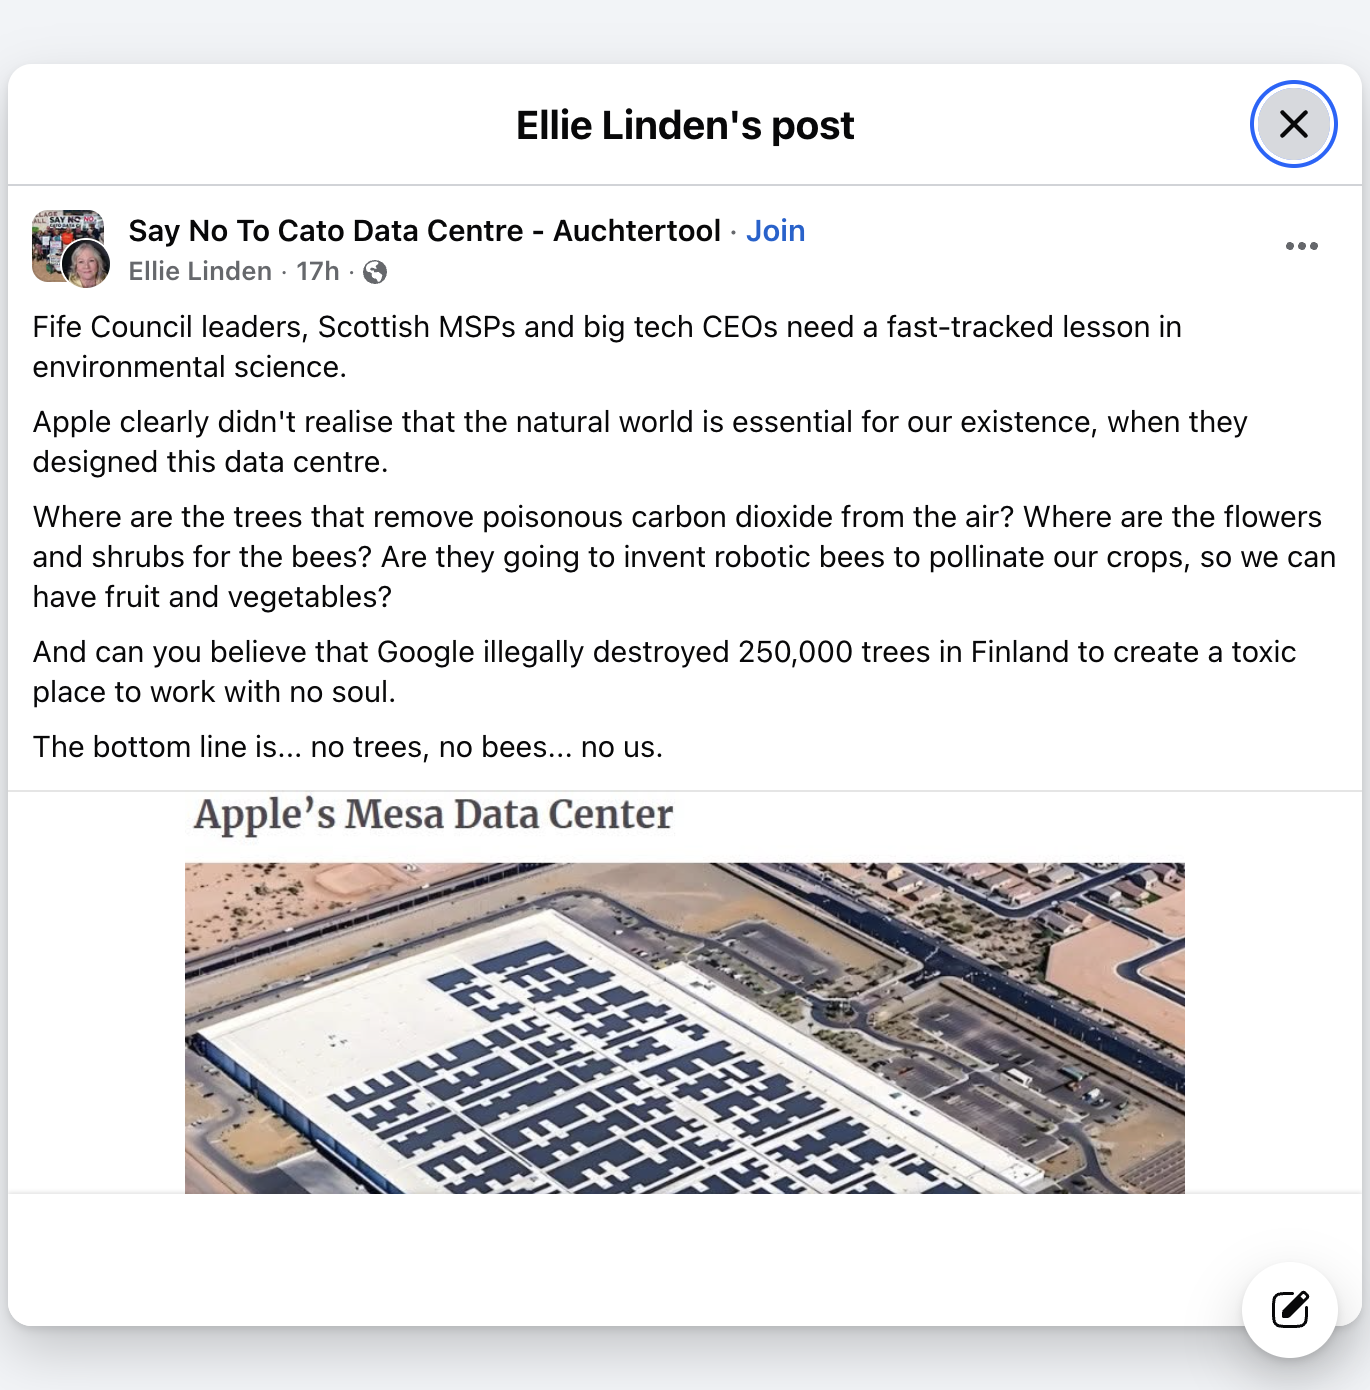 Ellie Linden's post
Say No To Cato Data Centre - Auchtertool · Join
Ellie Linden · 17h ·
Fife Council leaders, Scottish MSPs and big tech CEOs need a fast-tracked lesson in
environmental science.
Apple clearly didn't realise that the natural world is essential for our existence, when they
designed this data centre.
Where are the trees that remove poisonous carbon dioxide from the air? Where are the flowers
and shrubs for the bees? Are they going to invent robotic bees to pollinate our crops, so we can
have fruit and vegetables?
And can you believe that Google illegally destroyed 250,000 trees in Finland to create a toxic
place to work with no soul.
The bottom line is... no trees, no bees... no us.
Apple’s Mesa Data Center